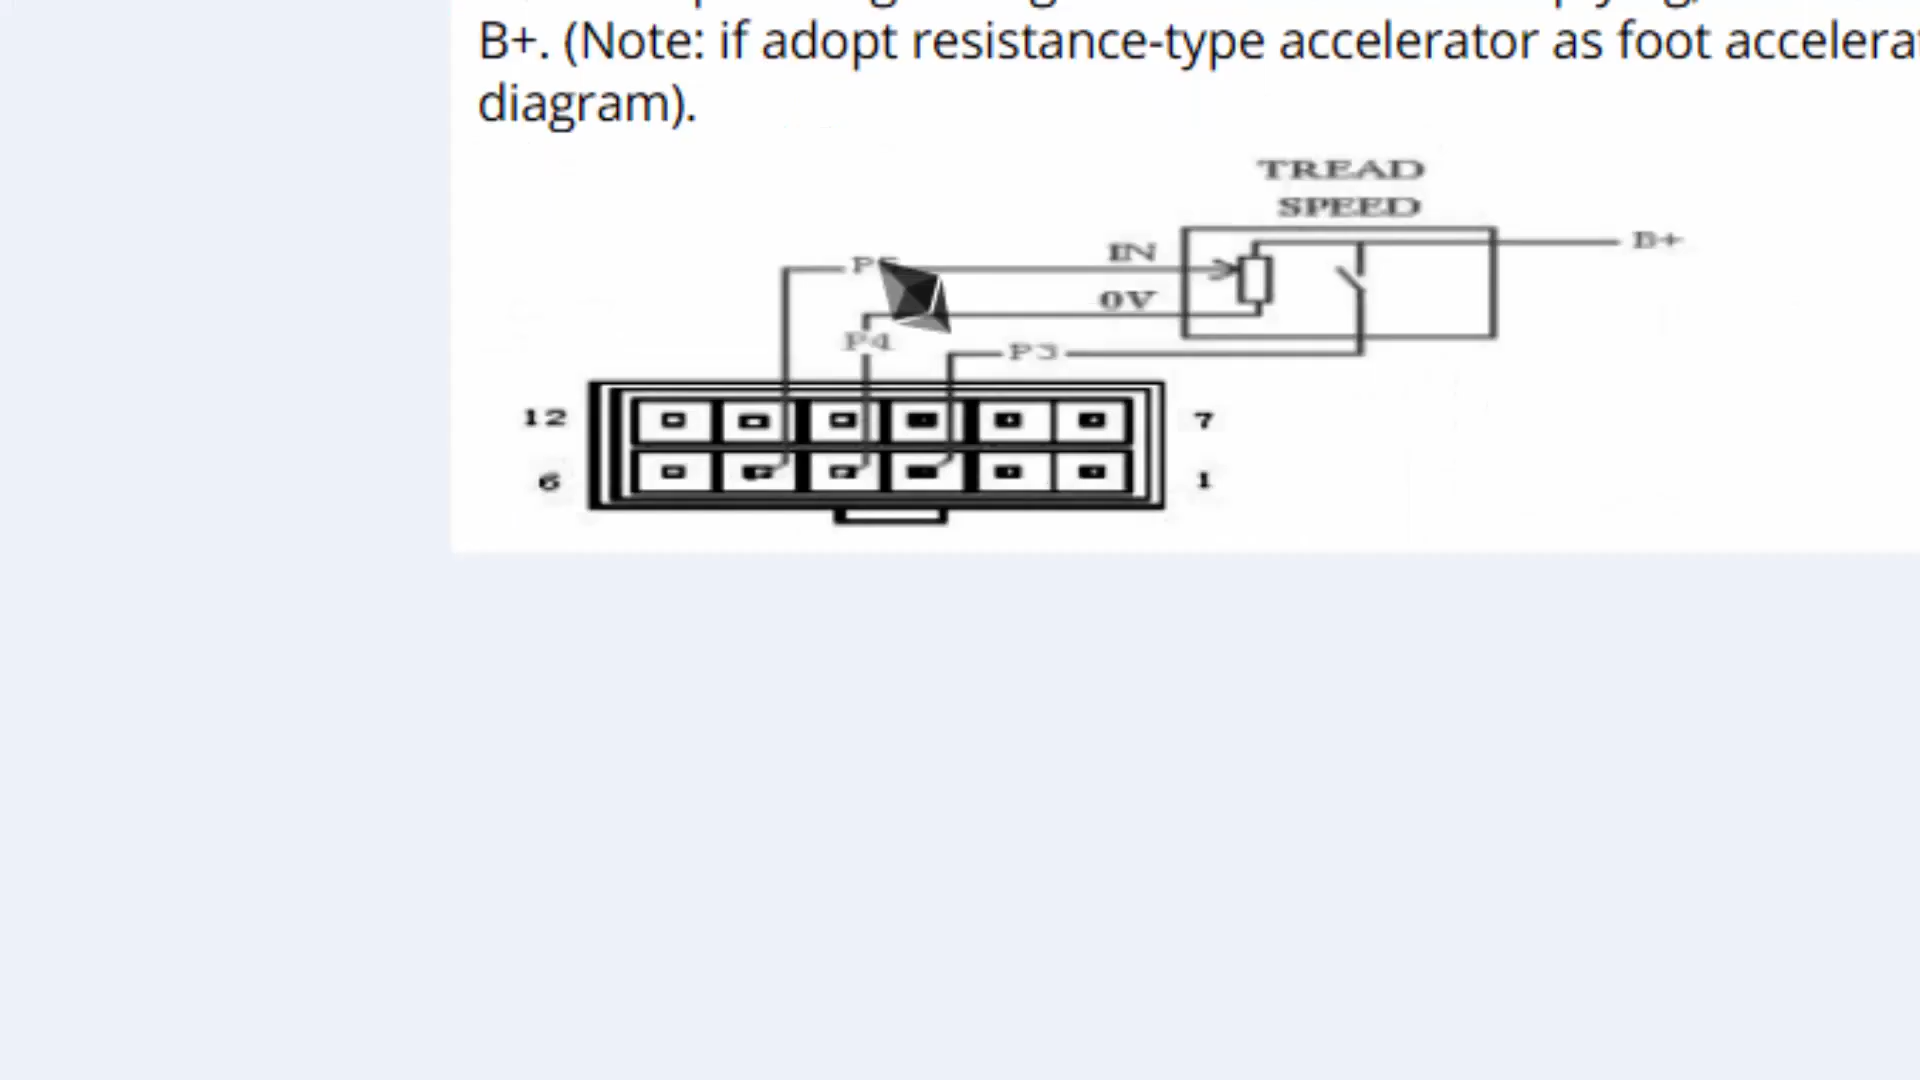 B+. (Note: if adopt resistance-type accelerator as foot
diagram).
TREAD
SPEED
IN
B+
0V
P4
P3
12
7
6
1